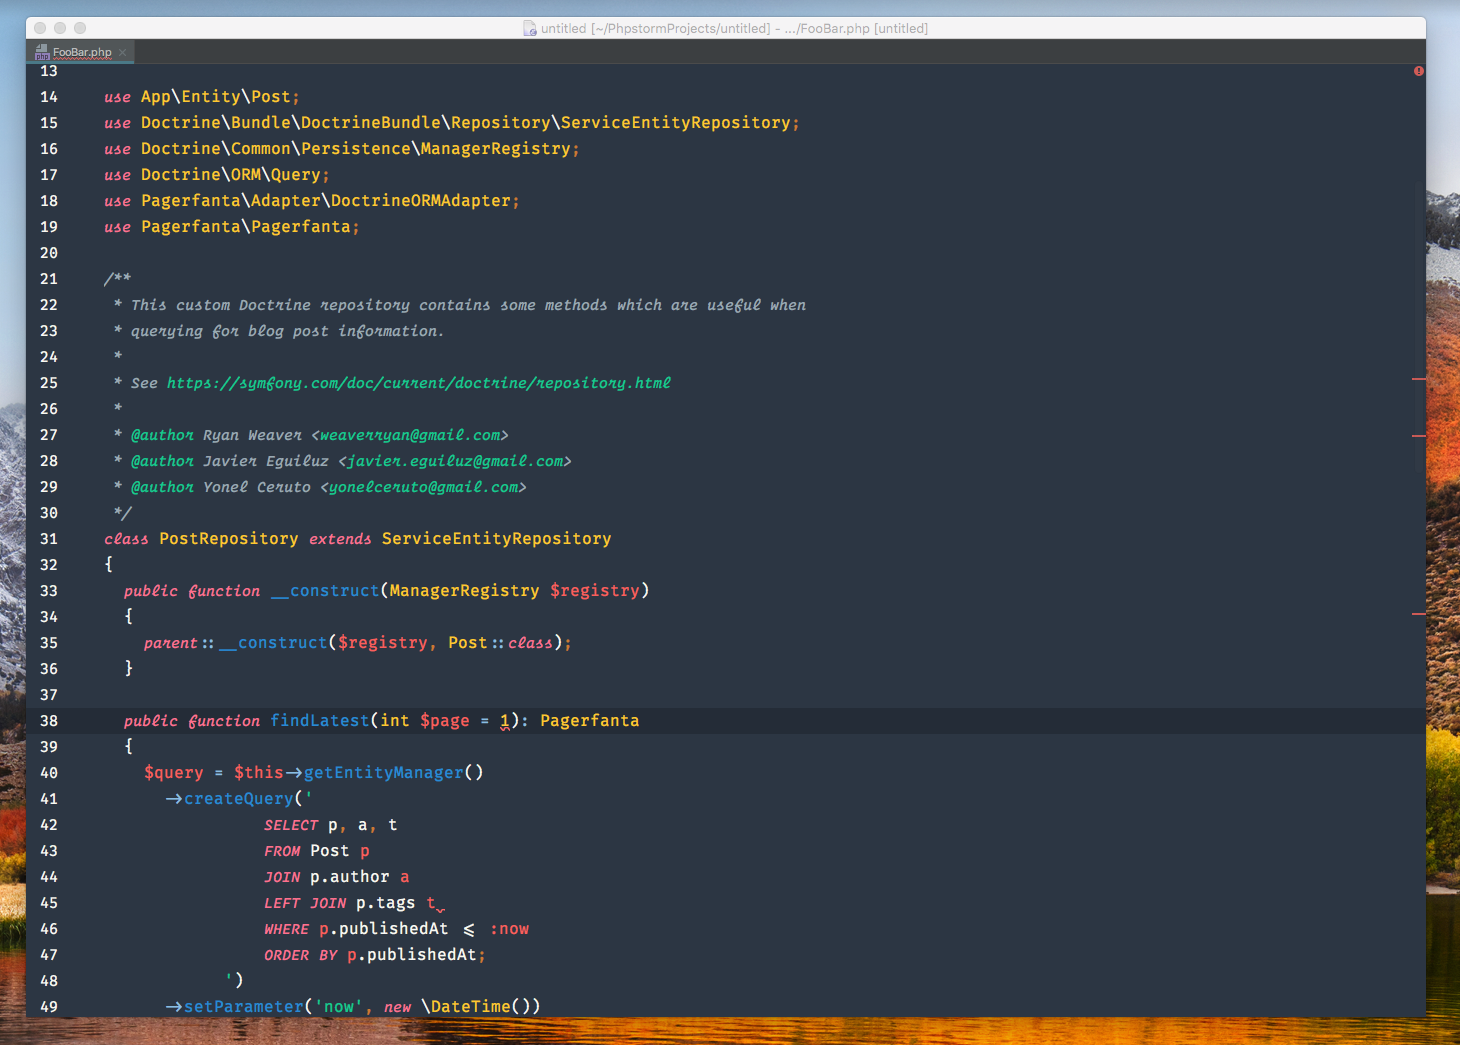 untitled [~/PhpstormProjects/untitled] - .../FooBar.php [untitled]
php FooBar.php ×
13
14 use App\Entity\Post;
15 use Doctrine\Bundle\DoctrineBundle\Repository\ServiceEntityRepository;
16 use Doctrine\Common\Persistence\ManagerRegistry;
17 use Doctrine\ORM\Query;
18 use Pagerfanta\Adapter\DoctrineORMAdapter;
19 use Pagerfanta\Pagerfanta;
20
21 /**
22 * This custom Doctrine repository contains some methods which are useful when
23 * querying for blog post information.
24 *
25 * See https://symfony.com/doc/current/doctrine/repository.html
26 *
27 * @author Ryan Weaver <weaverryan@gmail.com>
28 * @author Javier Eguiluz <javier.eguiluz@gmail.com>
29 * @author Yonel Ceruto <yonelceruto@gmail.com>
30 */
31 class PostRepository extends ServiceEntityRepository
32 {
33 public function __construct(ManagerRegistry $registry)
34 {
35 parent::__construct($registry, Post::class);
36 }
37
38 public function findLatest(int $page = 1): Pagerfanta
39 {
40 $query = $this→getEntityManager()
41 →createQuery('
42 SELECT p, a, t
43 FROM Post p
44 JOIN p.author a
45 LEFT JOIN p.tags t
46 WHERE p.publishedAt ⩽ :now
47 ORDER BY p.publishedAt;
48 ')
49 →setParameter('now', new \DateTime())